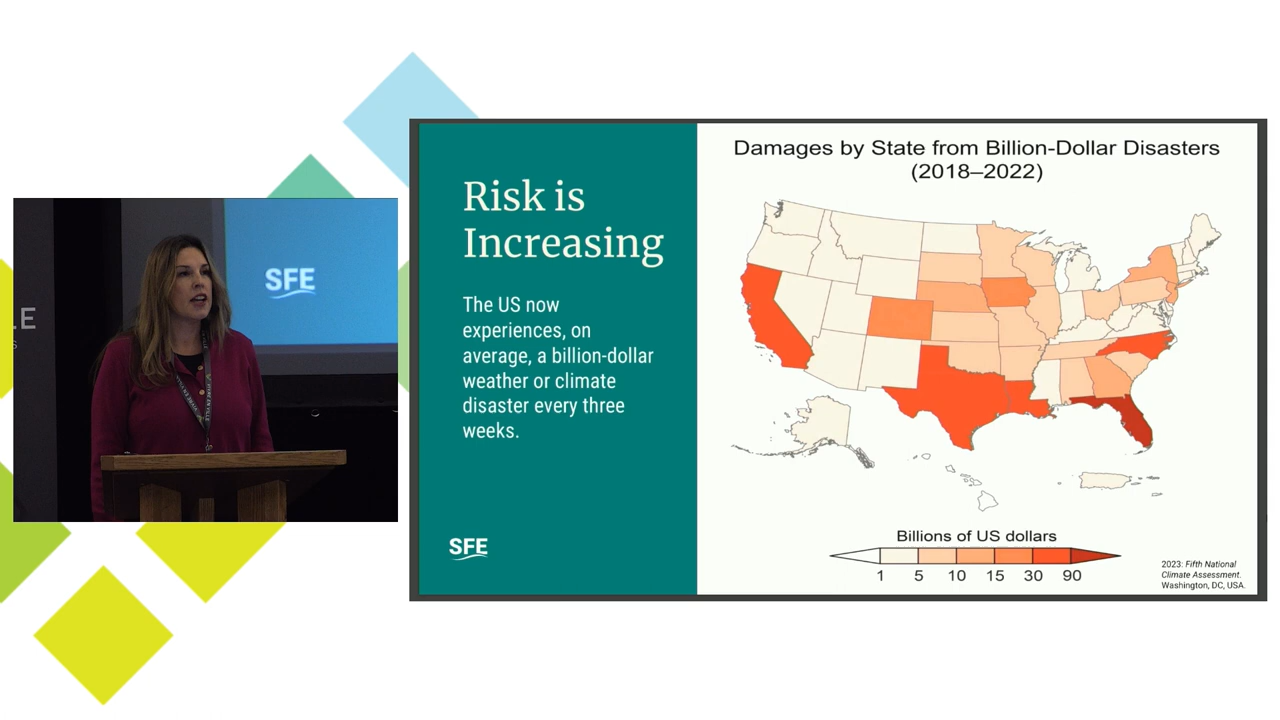 LE
S
SFE
Risk is
Increasing
The US now
experiences, on
average, a billion-dollar
weather or climate
disaster every three
weeks.
SFE
Damages by State from Billion-Dollar Disasters
(2018–2022)
Billions of US dollars
1 5 10 15 30 90
2023: Fifth National
Climate Assessment.
Washington, DC, USA.